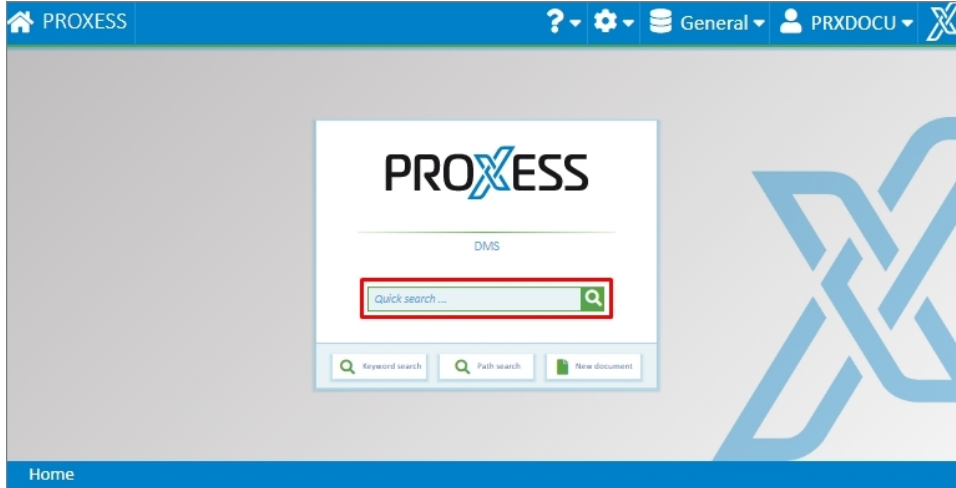 PROXESS ? General PRXDOCU
PROXESS
DMS
Quick search ...
Keyword search Path search New document
Home